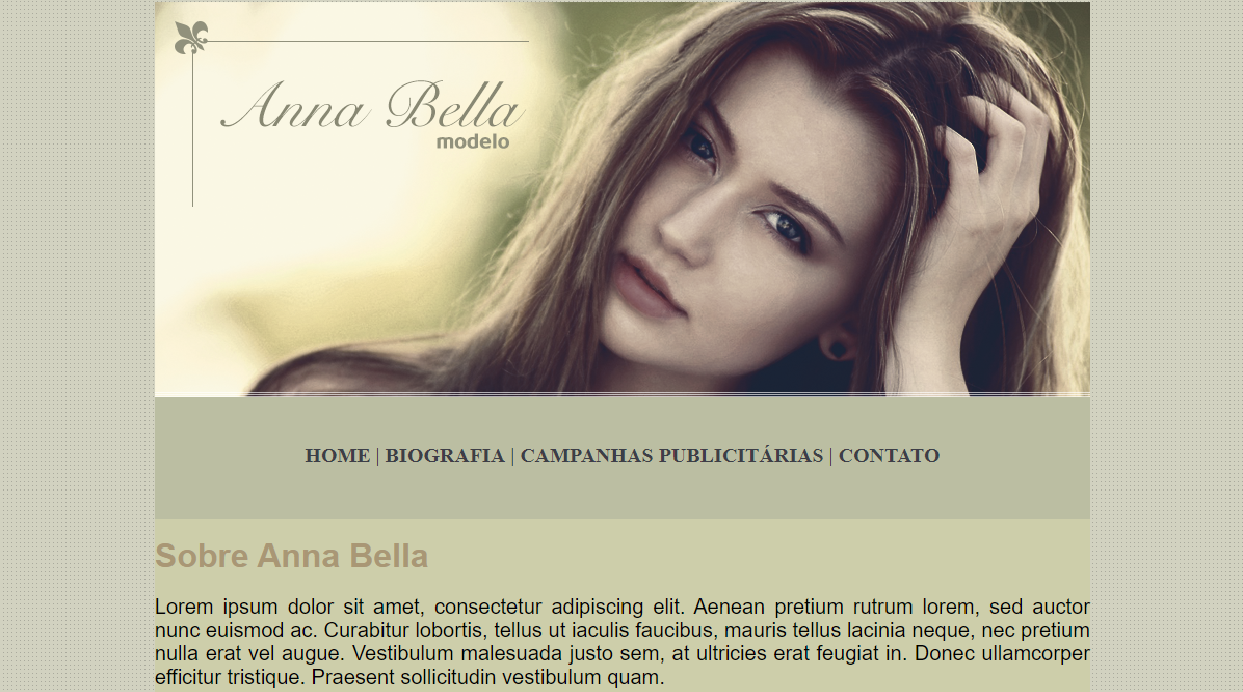 Anna Bella
modelo
HOME | BIOGRAFIA | CAMPANHAS PUBLICITÁRIAS | CONTATO
Sobre Anna Bella
Lorem ipsum dolor sit amet, consectetur adipiscing elit. Aenean pretium rutrum lorem, sed auctor
nunc euismod ac. Curabitur lobortis, tellus ut iaculis faucibus, mauris tellus lacinia neque, nec pretium
nulla erat vel augue. Vestibulum malesuada justo sem, at ultricies erat feugiat in. Donec ullamcorper
efficitur tristique. Praesent sollicitudin vestibulum quam.